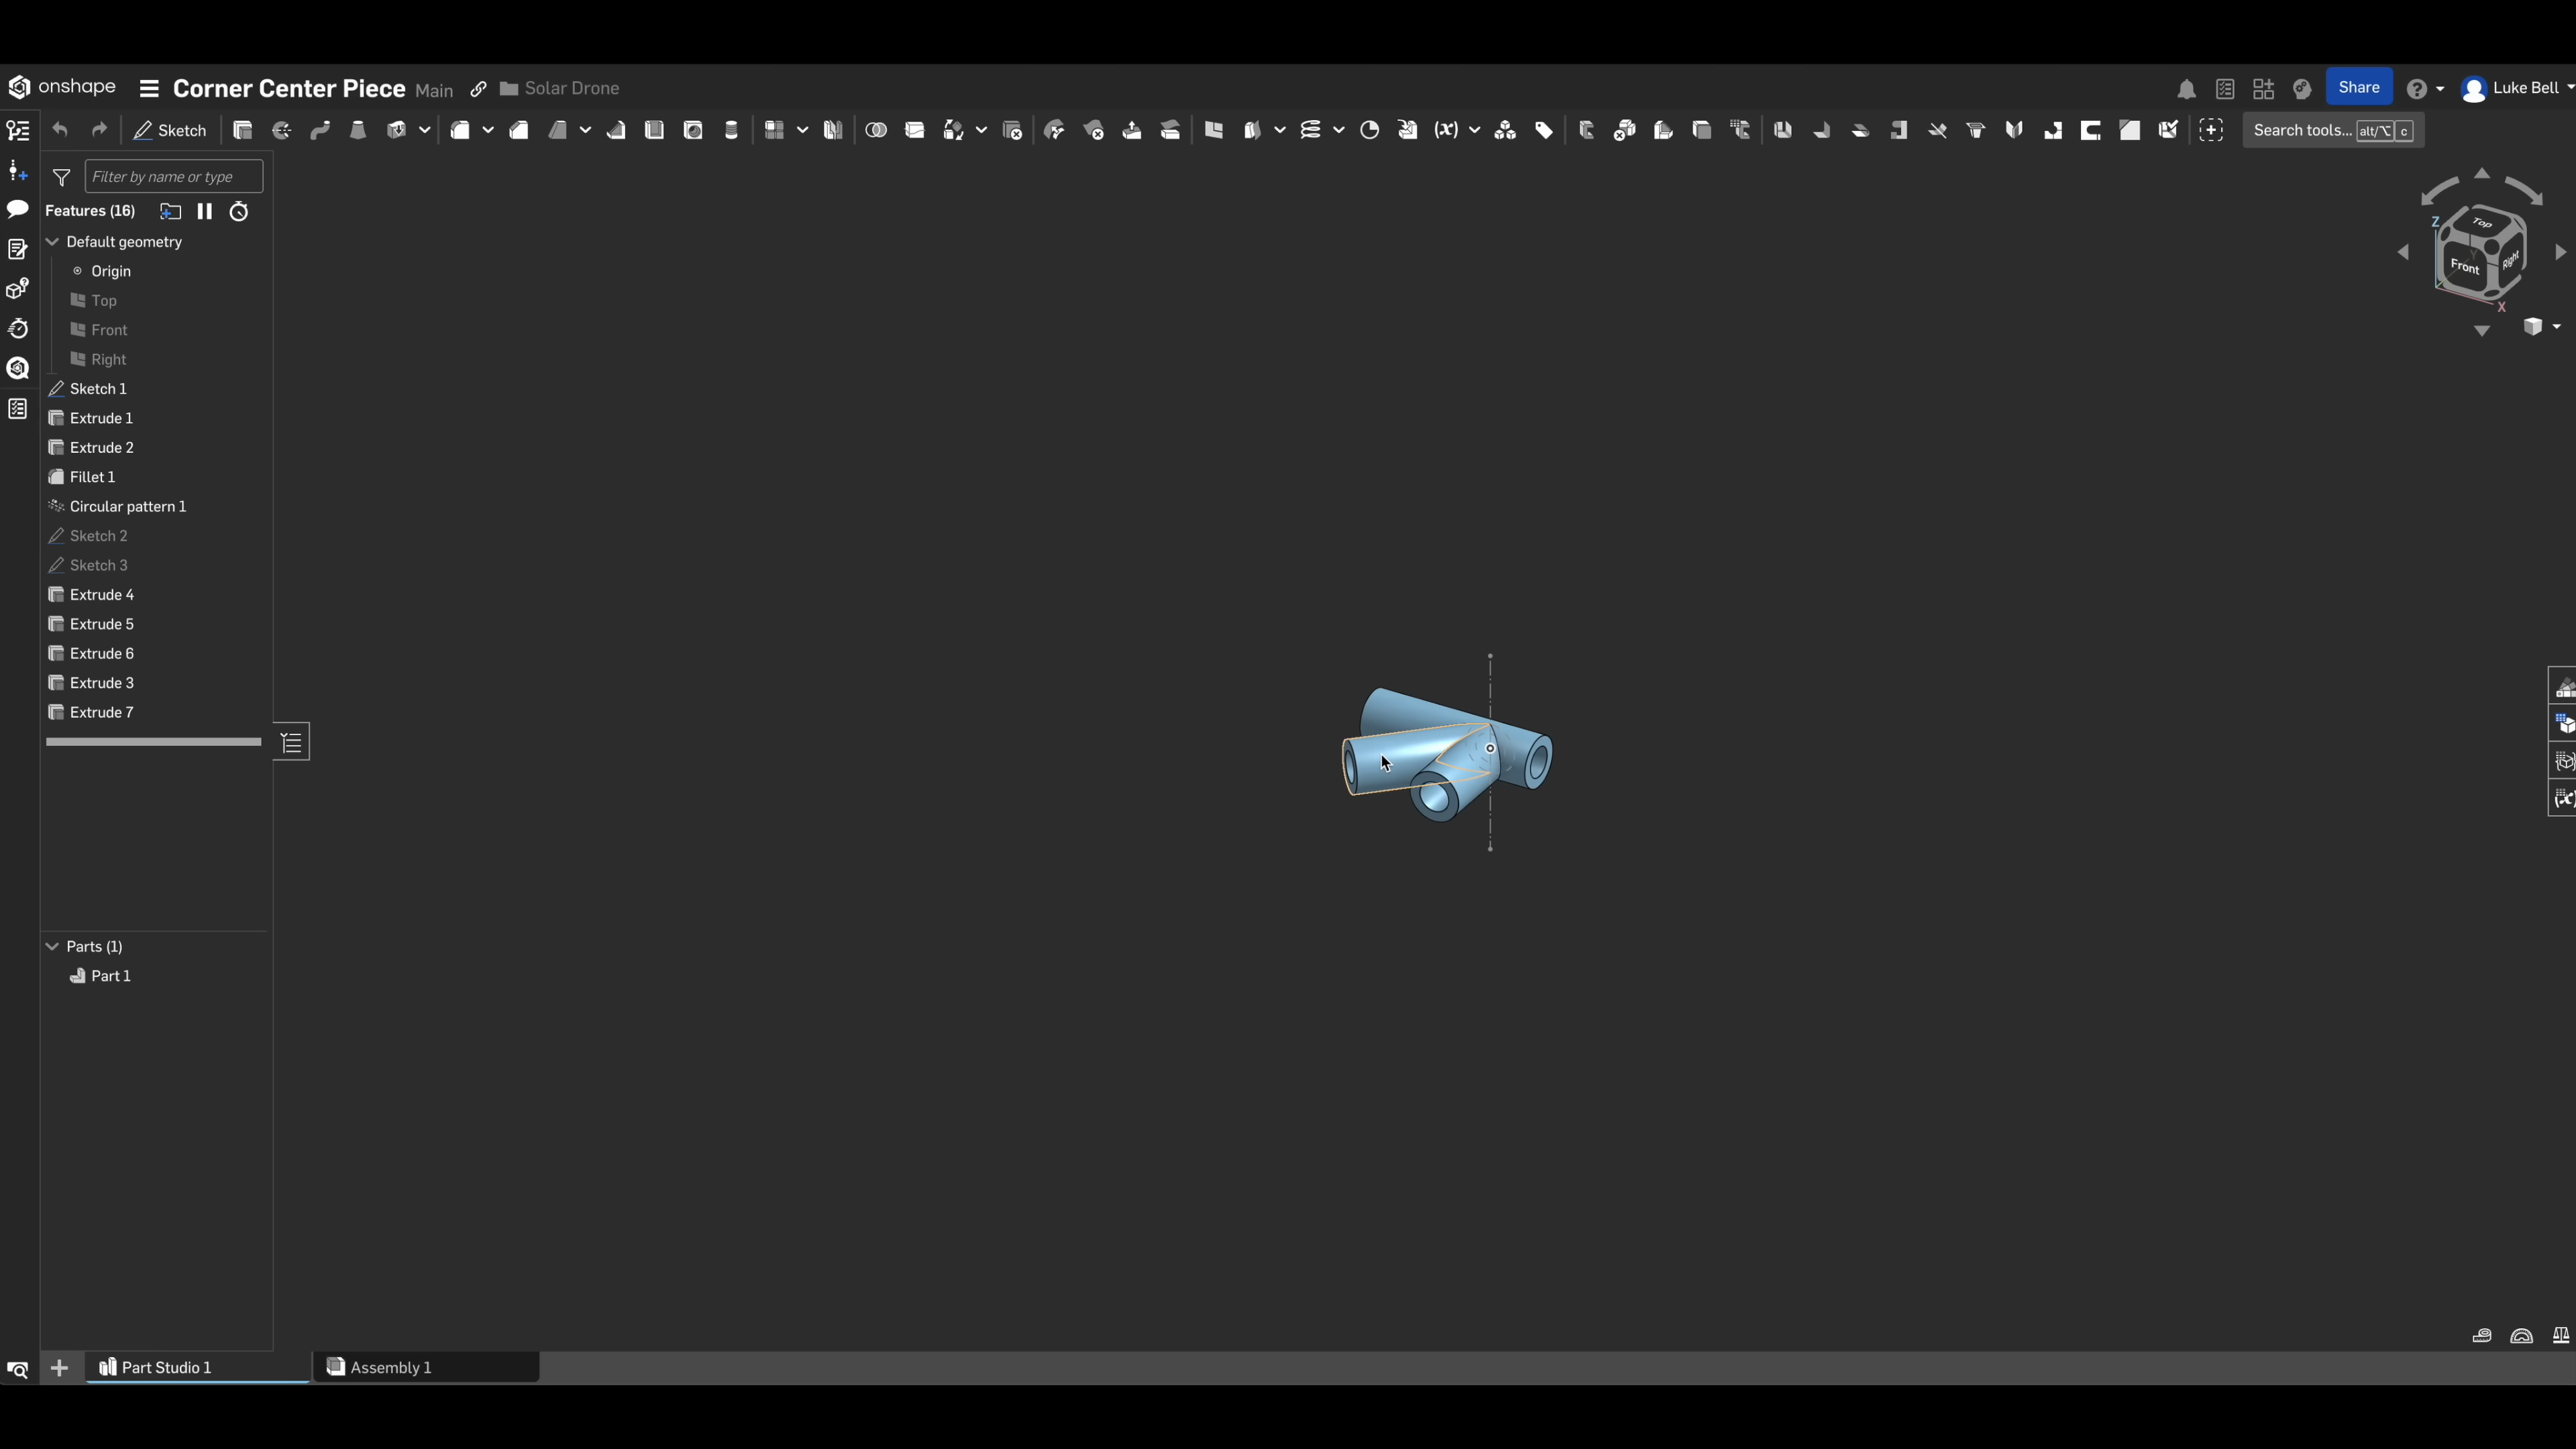 onshape Corner Center Piece Main Solar Drone Share Luke Bell
Sketch Search tools... alt/⌥ c
Filter by name or type
Features (16)
Default geometry
Origin
Top
Front
Right
Sketch 1
Extrude 1
Extrude 2
Fillet 1
Circular pattern 1
Sketch 2
Sketch 3
Extrude 4
Extrude 5
Extrude 6
Extrude 3
Extrude 7
Parts (1)
Part 1
Z
Top
Front
Right
Y
X
Part Studio 1
Assembly 1